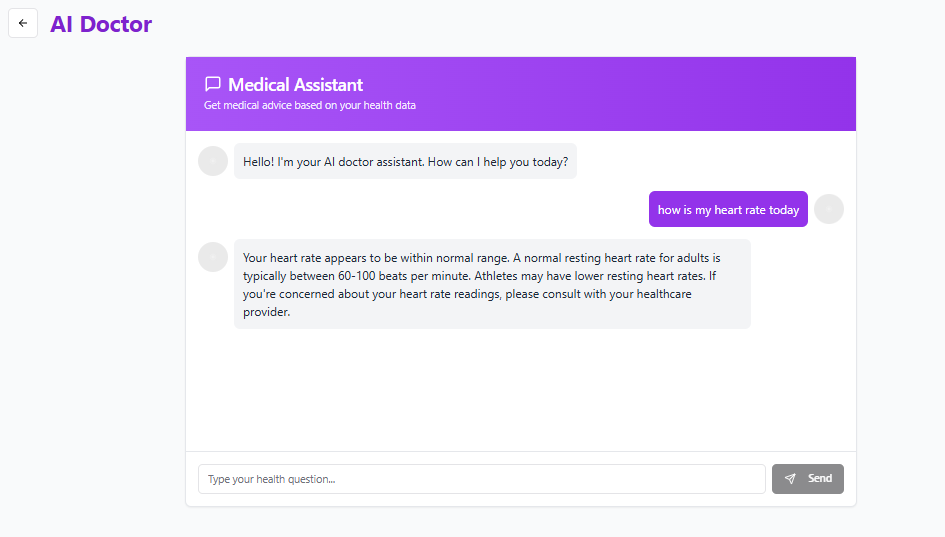 AI Doctor
Medical Assistant
Get medical advice based on your health data
Hello! I'm your AI doctor assistant. How can I help you today?
how is my heart rate today
Your heart rate appears to be within normal range. A normal resting heart rate for adults is
typically between 60-100 beats per minute. Athletes may have lower resting heart rates. If
you're concerned about your heart rate readings, please consult with your healthcare
provider.
Type your health question...
Send